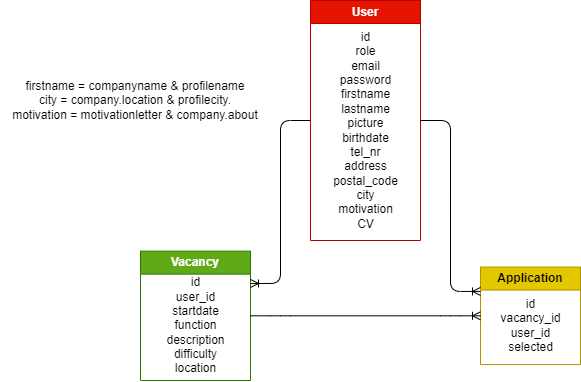 User
id
role
email
password
firstname
lastname
picture
birthdate
tel_nr
address
postal_code
city
motivation
CV
firstname = companyname & profilename
city = company.location & profilecity.
motivation = motivationletter & company.about
Vacancy
id
user_id
startdate
function
description
difficulty
location
Application
id
vacancy_id
user_id
selected